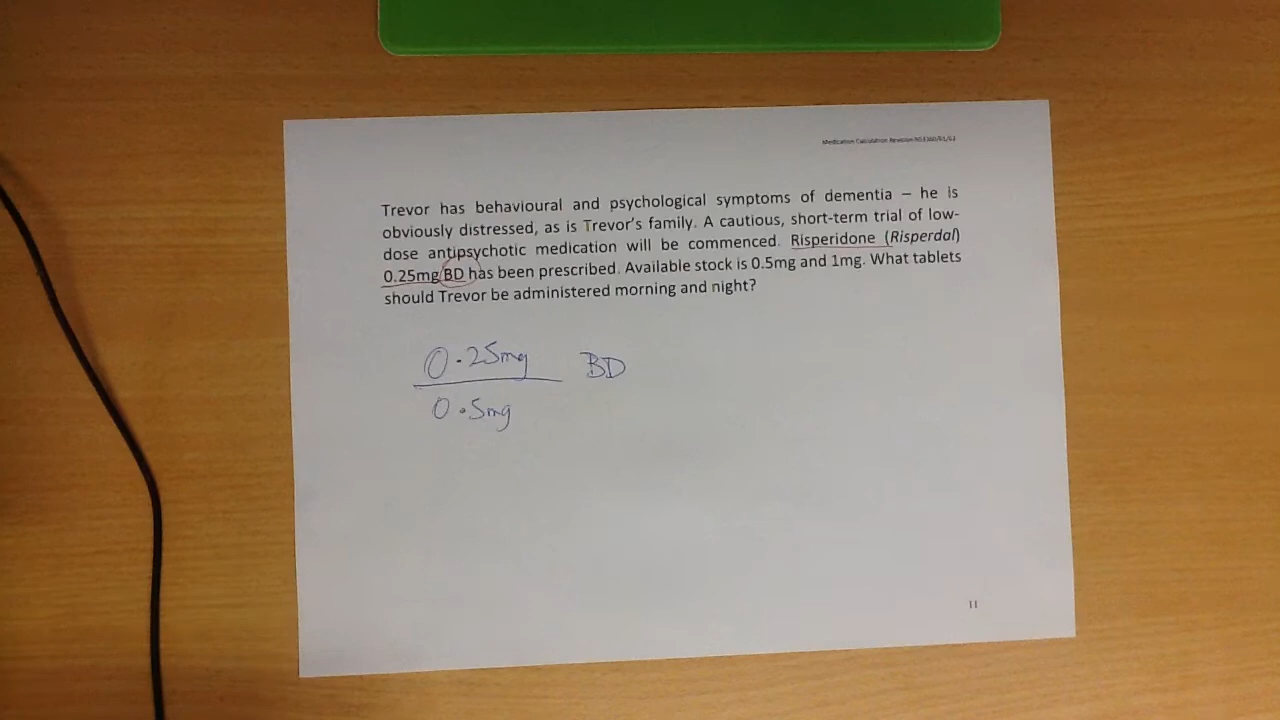 Medication Calculation Revision
Trevor has behavioural and psychological symptoms of dementia – he is
obviously distressed, as is Trevor's family. A cautious, short-term trial of low-
dose antipsychotic medication will be commenced. Risperidone (Risperdal)
0.25mg BD has been prescribed. Available stock is 0.5mg and 1mg. What tablets
should Trevor be administered morning and night?
0.25mg BD
0.5mg
11